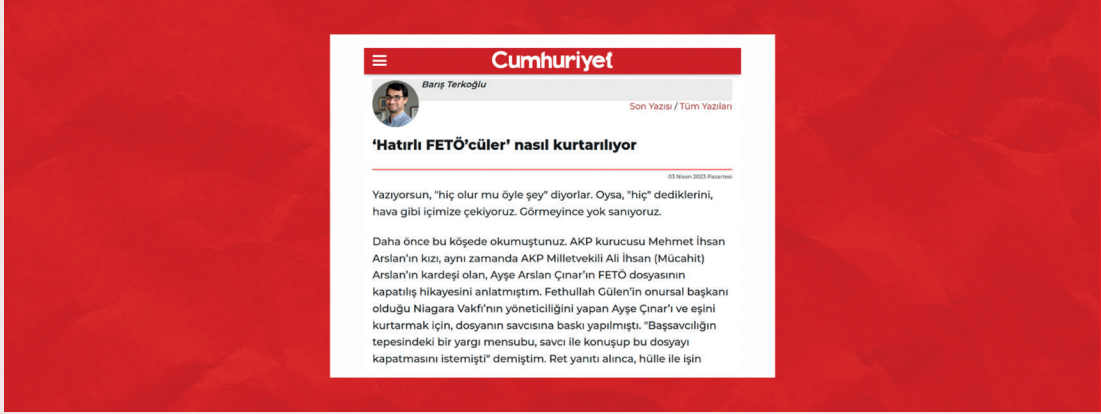 Cumhuriyet
Barış Terkoğlu
Son Yazısı / Tüm Yazıları
‘Hatırlı FETÖ’cüler’ nasıl kurtarılıyor
03 Nisan 2023 Pazartesi
Yazıyorsun, "hiç olur mu öyle şey" diyorlar. Oysa, "hiç" dediklerini,
hava gibi içimize çekiyoruz. Görmeyince yok sanıyoruz.
Daha önce bu köşede okumuştunuz. AKP kurucusu Mehmet İhsan
Arslan’ın kızı, aynı zamanda AKP Milletvekili Ali İhsan (Mücahit)
Arslan’ın kardeşi olan, Ayşe Arslan Çınar’ın FETÖ dosyasının
kapatılış hikayesini anlatmıştım. Fethullah Gülen’in onursal başkanı
olduğu Niagara Vakfı’nın yöneticiliğini yapan Ayşe Çınar’ı ve eşini
kurtarmak için, dosyanın savcısına baskı yapılmıştı. "Başsavcılığın
tepesindeki bir yargı mensubu, savcı ile konuşup bu dosyayı
kapatmasını istemişti" demiştim. Ret yanıtı alınca, hülle ile işin